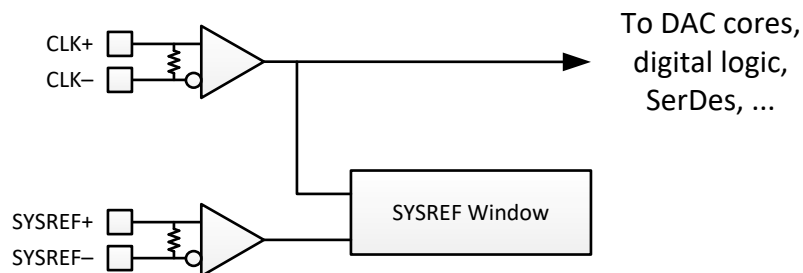 CLK+
CLK–
To DAC cores,
digital logic,
SerDes, ...
SYSREF+
SYSREF–
SYSREF Window